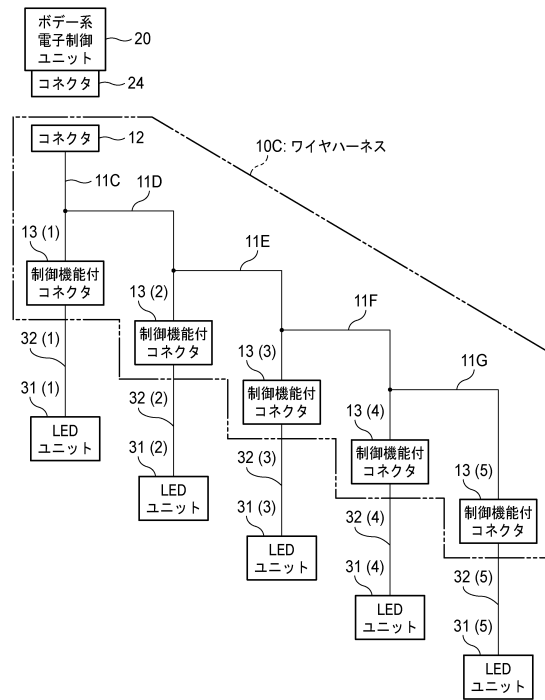 ボデー系
電子制御
ユニット
20
コネクタ
24
コネクタ
12
10C: ワイヤハーネス
11C
11D
13 (1)
制御機能付
コネクタ
11E
13 (2)
制御機能付
コネクタ
11F
32 (1)
13 (3)
制御機能付
コネクタ
11G
31 (1)
LED
ユニット
32 (2)
13 (4)
制御機能付
コネクタ
31 (2)
LED
ユニット
32 (3)
13 (5)
制御機能付
コネクタ
31 (3)
LED
ユニット
32 (4)
31 (4)
LED
ユニット
32 (5)
31 (5)
LED
ユニット